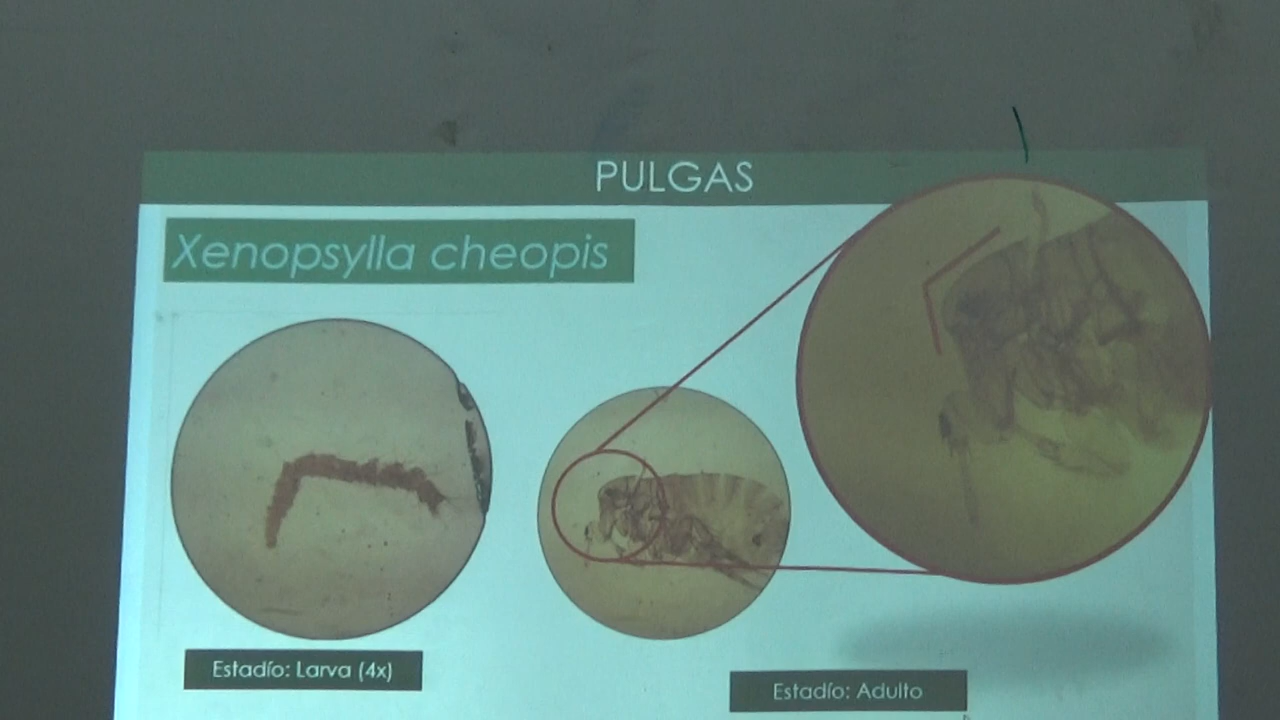 PULGAS
Xenopsylla cheopis
Estadío: Larva (4x)
Estadío: Adulto